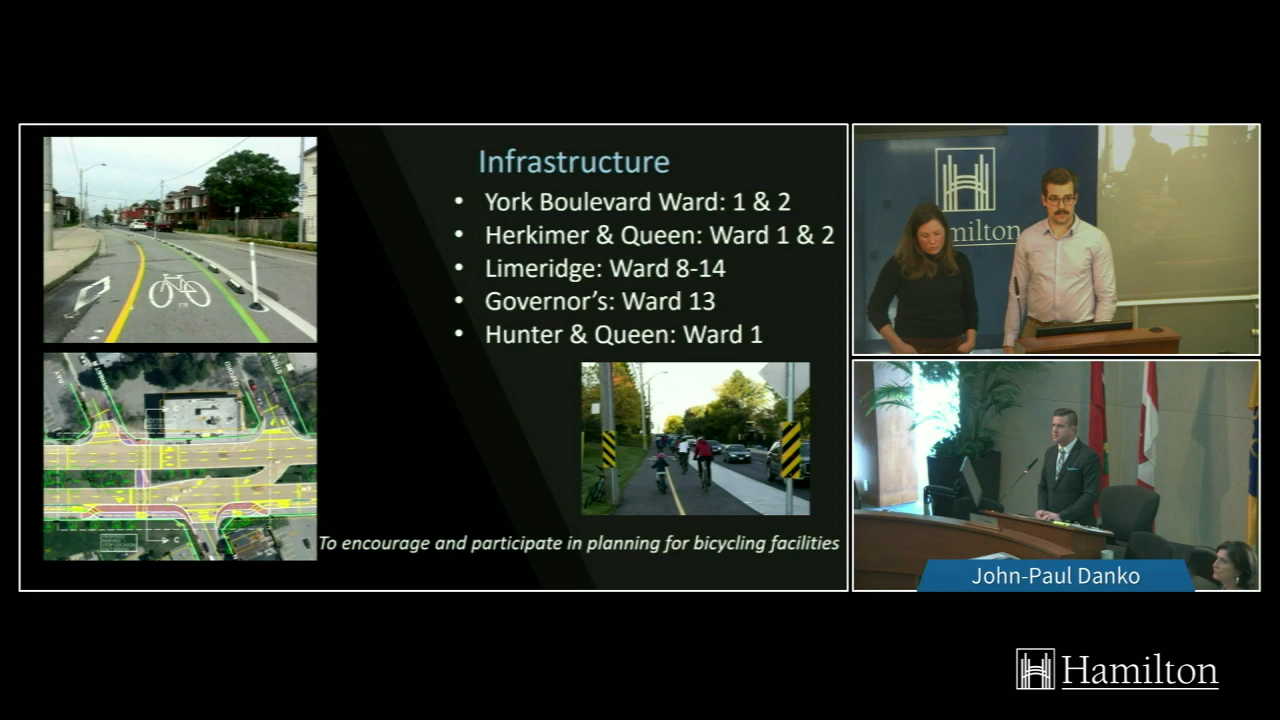 Infrastructure
• York Boulevard Ward: 1 & 2
• Herkimer & Queen: Ward 1 & 2
• Limeridge: Ward 8-14
• Governor's: Ward 13
• Hunter & Queen: Ward 1
To encourage and participate in planning for bicycling facilities
milton
John-Paul Danko
Hamilton